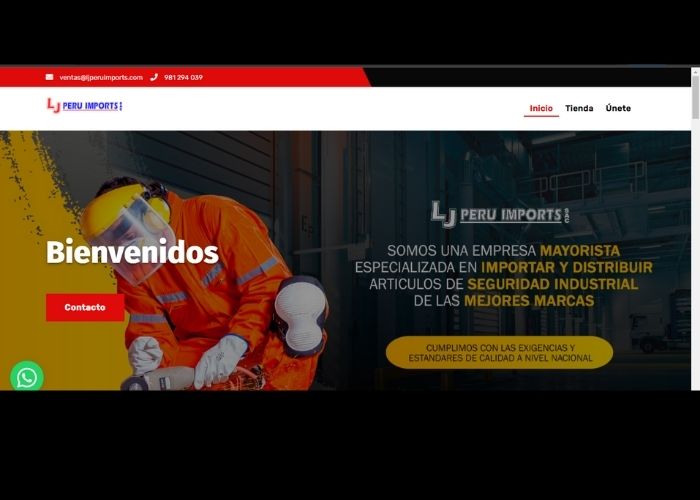 ventas@ljperuimports.com 981 294 039
LJ PERU IMPORTS
Inicio Tienda Únete
LJ PERU IMPORTS
Bienvenidos
SOMOS UNA EMPRESA MAYORISTA
ESPECIALIZADA EN IMPORTAR Y DISTRIBUIR
ARTICULOS DE SEGURIDAD INDUSTRIAL
DE LAS MEJORES MARCAS
Contacto
CUMPLIMOS CON LAS EXIGENCIAS Y
ESTANDARES DE CALIDAD A NIVEL NACIONAL